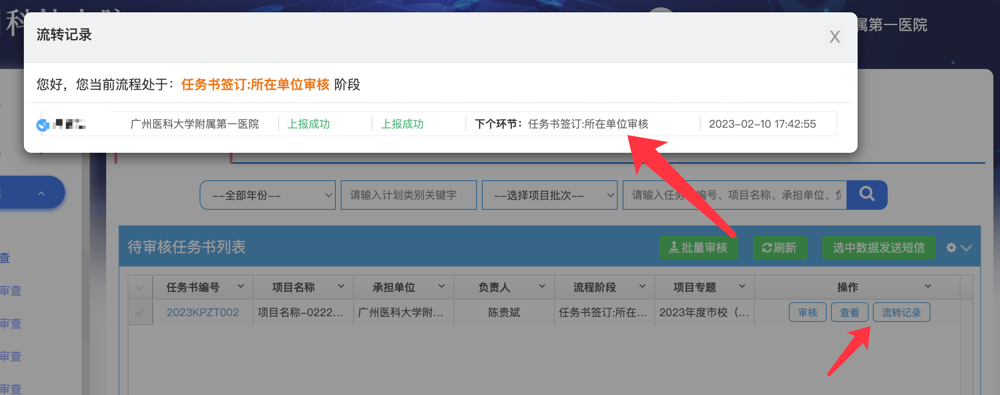 属第一医院
流转记录
X
您好，您当前流程处于：任务书签订:所在单位审核 阶段
广州医科大学附属第一医院 上报成功 上报成功 下个环节：任务书签订:所在单位审核 2023-02-10 17:42:55
--全部年份-- 请输入计划类别关键字 --选择项目批次-- 请输入任务 编号、项目名称、承担单位、负
待审核任务书列表 批量审核 刷新 选中数据发送短信
任务书编号 项目名称 承担单位 负责人 流程阶段 项目专题 操作
2023KPZT002 项目名称-0222... 广州医科大学附... 陈贵斌 任务书签订:所在... 2023年度市校（... 审核 查看 流转记录
查
审查
审查
审查
审查